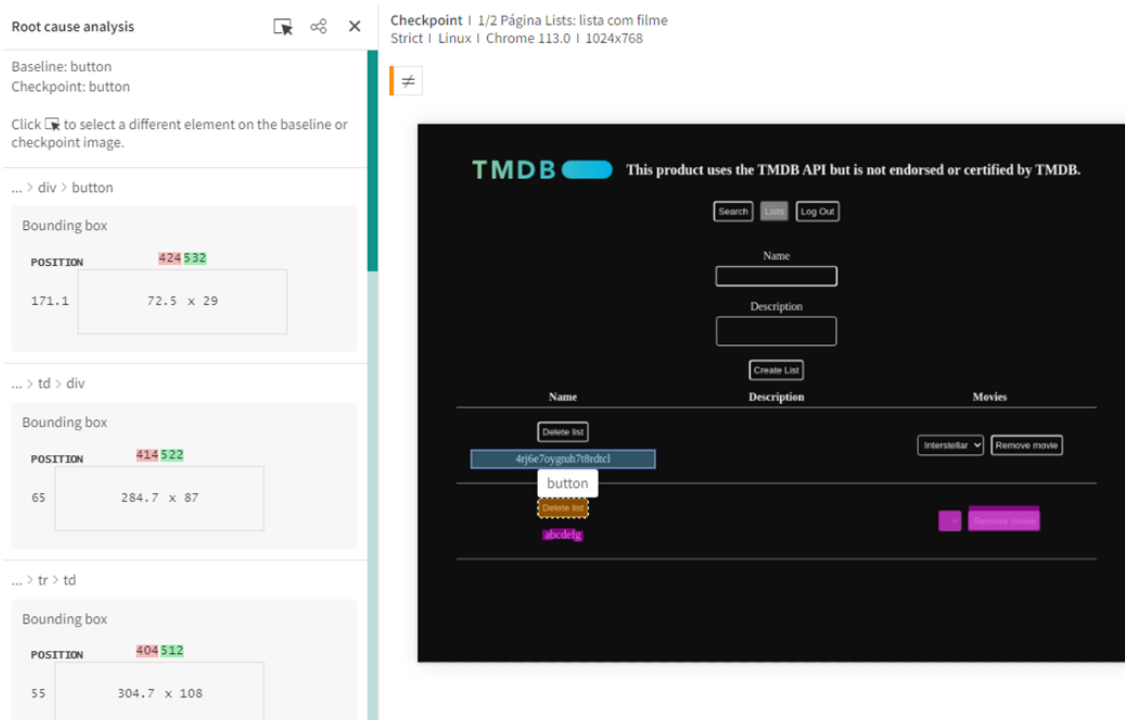 Root cause analysis
Baseline: button
Checkpoint: button
Click to select a different element on the baseline or
checkpoint image.
... > div > button
Bounding box
POSITION
424 532
171.1
72.5 x 29
... > td > div
Bounding box
POSITION
414 522
65
284.7 x 87
... > tr > td
Bounding box
POSITION
404 512
55
304.7 x 108
Checkpoint | 1/2 Página Lists: lista com filme
Strict | Linux | Chrome 113.0 | 1024x768
≠
TMDB This product uses the TMDB API but is not endorsed or certified by TMDB.
Search Lists Log Out
Name
Description
Create List
Name Description Movies
Delete list
4rj6e7oygtuh7t8rdtcl
Interstellar Remove movie
button
Delete list
abcdefg
Remove movie